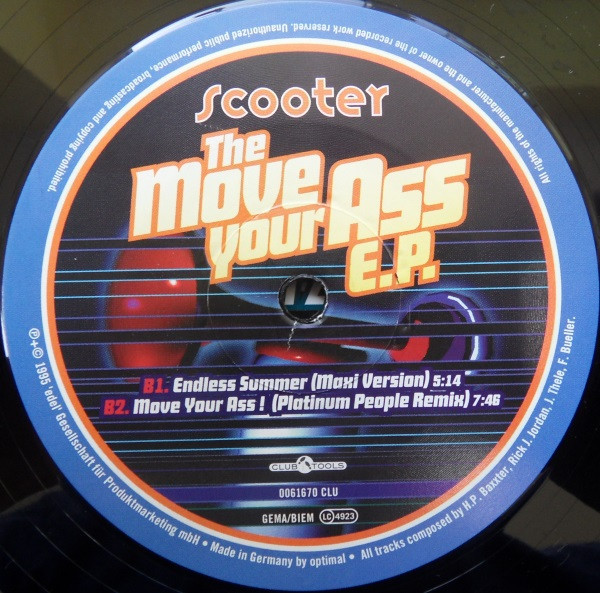 scooter
The
Move
Your Ass
E.P.
B1. Endless Summer (Maxi Version) 5:14
B2. Move Your Ass! (Platinum People Remix) 7:46
CLUB TOOLS
0061670 CLU
GEMA/BIEM LC 4923
℗+© 1995 'edel' Gesellschaft für Produktmarketing mbH • Made in Germany by optimal • All tracks composed by H.P. Baxxter, Rick J. Jordan, J. Thele, F. Bueller.
All rights of the manufacturer and the owner of the recorded work reserved. Unauthorized public performance, broadcasting and copying prohibited.